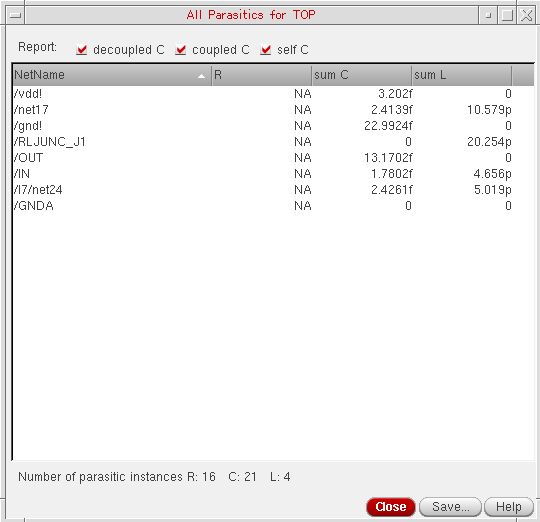 All Parasitics for TOP
Report: decoupled C coupled C self C
NetName R sum C sum L
/vdd! NA 3.202f 0
/net17 NA 2.4139f 10.579p
/gnd! NA 22.9924f 0
/RLJUNC_J1 NA 0 20.254p
/OUT NA 13.1702f 0
/IN NA 1.7802f 4.656p
/I7/net24 NA 2.4261f 5.019p
/GNDA NA 0 0
Number of parasitic instances R: 16 C: 21 L: 4
Close Save... Help